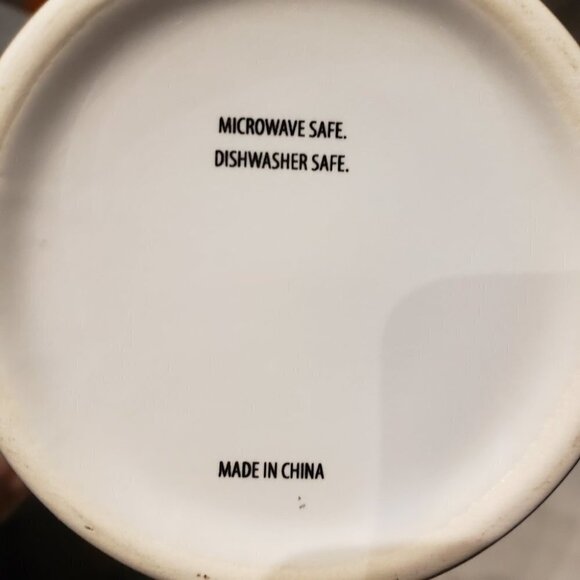 MICROWAVE SAFE.
DISHWASHER SAFE.
MADE IN CHINA